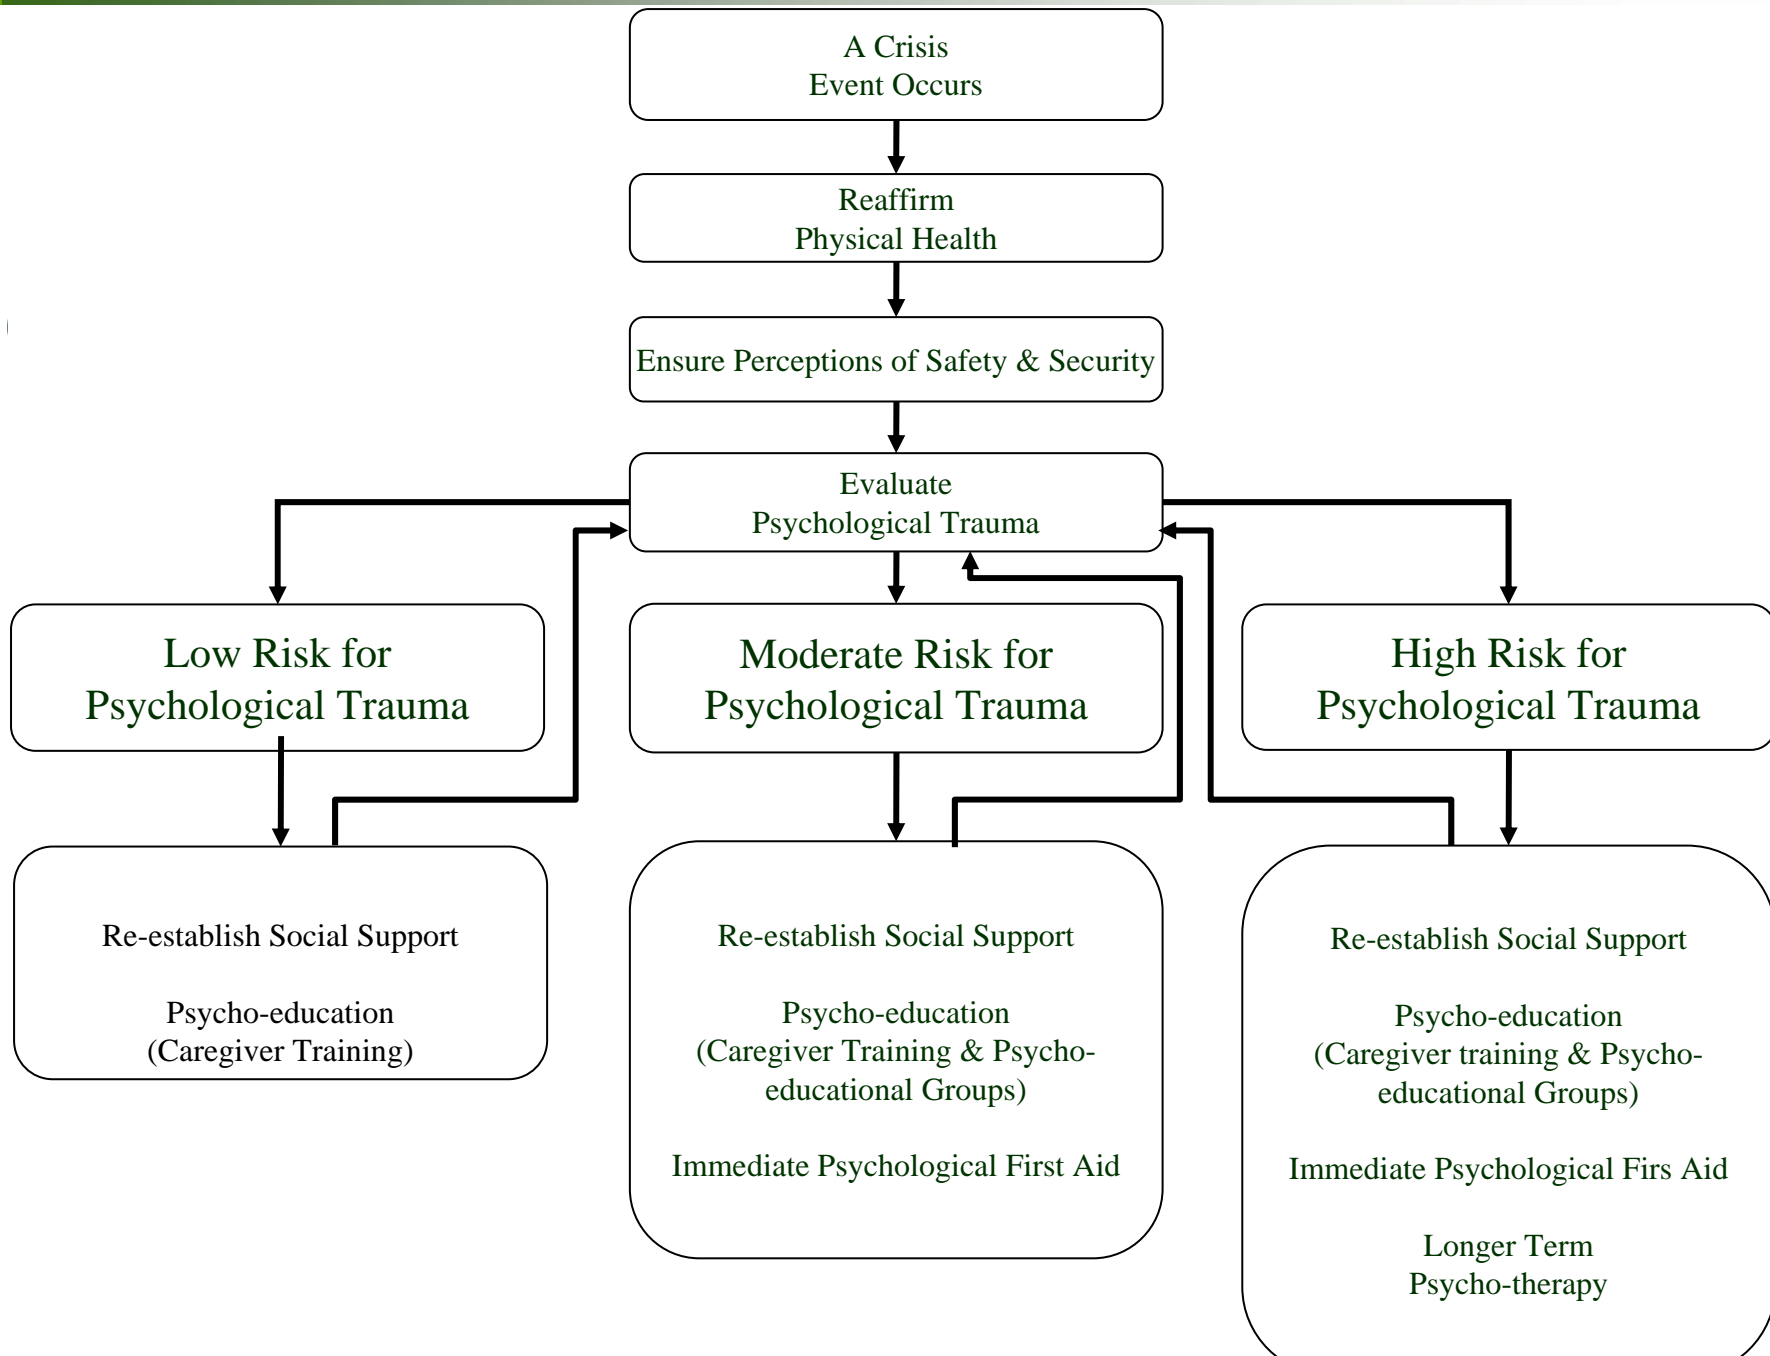 A Crisis
Event Occurs
Reaffirm
Physical Health
Ensure Perceptions of Safety & Security
Evaluate
Psychological Trauma
Low Risk for
Psychological Trauma
Moderate Risk for
Psychological Trauma
High Risk for
Psychological Trauma
Re-establish Social Support
Psycho-education
(Caregiver Training)
Re-establish Social Support
Psycho-education
(Caregiver Training & Psycho-
educational Groups)
Immediate Psychological First Aid
Re-establish Social Support
Psycho-education
(Caregiver training & Psycho-
educational Groups)
Immediate Psychological Firs Aid
Longer Term
Psycho-therapy